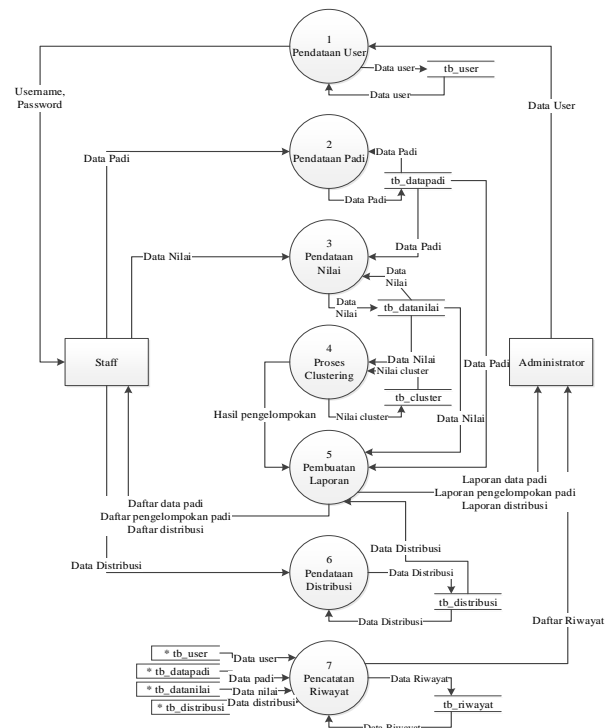 1
Pendataan User
Data user
tb_user
Data user
Username,
Password
Data User
2
Pendataan Padi
Data Padi
Data Padi
tb_datapadi
Data Padi
3
Pendataan
Nilai
Data Nilai
Data Padi
Data
Nilai
Data
Nilai
tb_datanilai
4
Proses
Clustering
Data Nilai
Nilai cluster
tb_cluster
Nilai cluster
Data Padi
Data Nilai
Staff
Administrator
Hasil pengelompokan
5
Pembuatan
Laporan
Daftar data padi
Daftar pengelompokan padi
Daftar distribusi
Laporan data padi
Laporan pengelompokan padi
Laporan distribusi
Data Distribusi
6
Pendataan
Distribusi
Data Distribusi
Data Distribusi
tb_distribusi
Data Distribusi
Daftar Riwayat
* tb_user
* tb_datapadi
* tb_datanilai
* tb_distribusi
Data user
Data padi
Data nilai
Data distribusi
7
Pencatatan
Riwayat
Data Riwayat
tb_riwayat
Data Riwayat